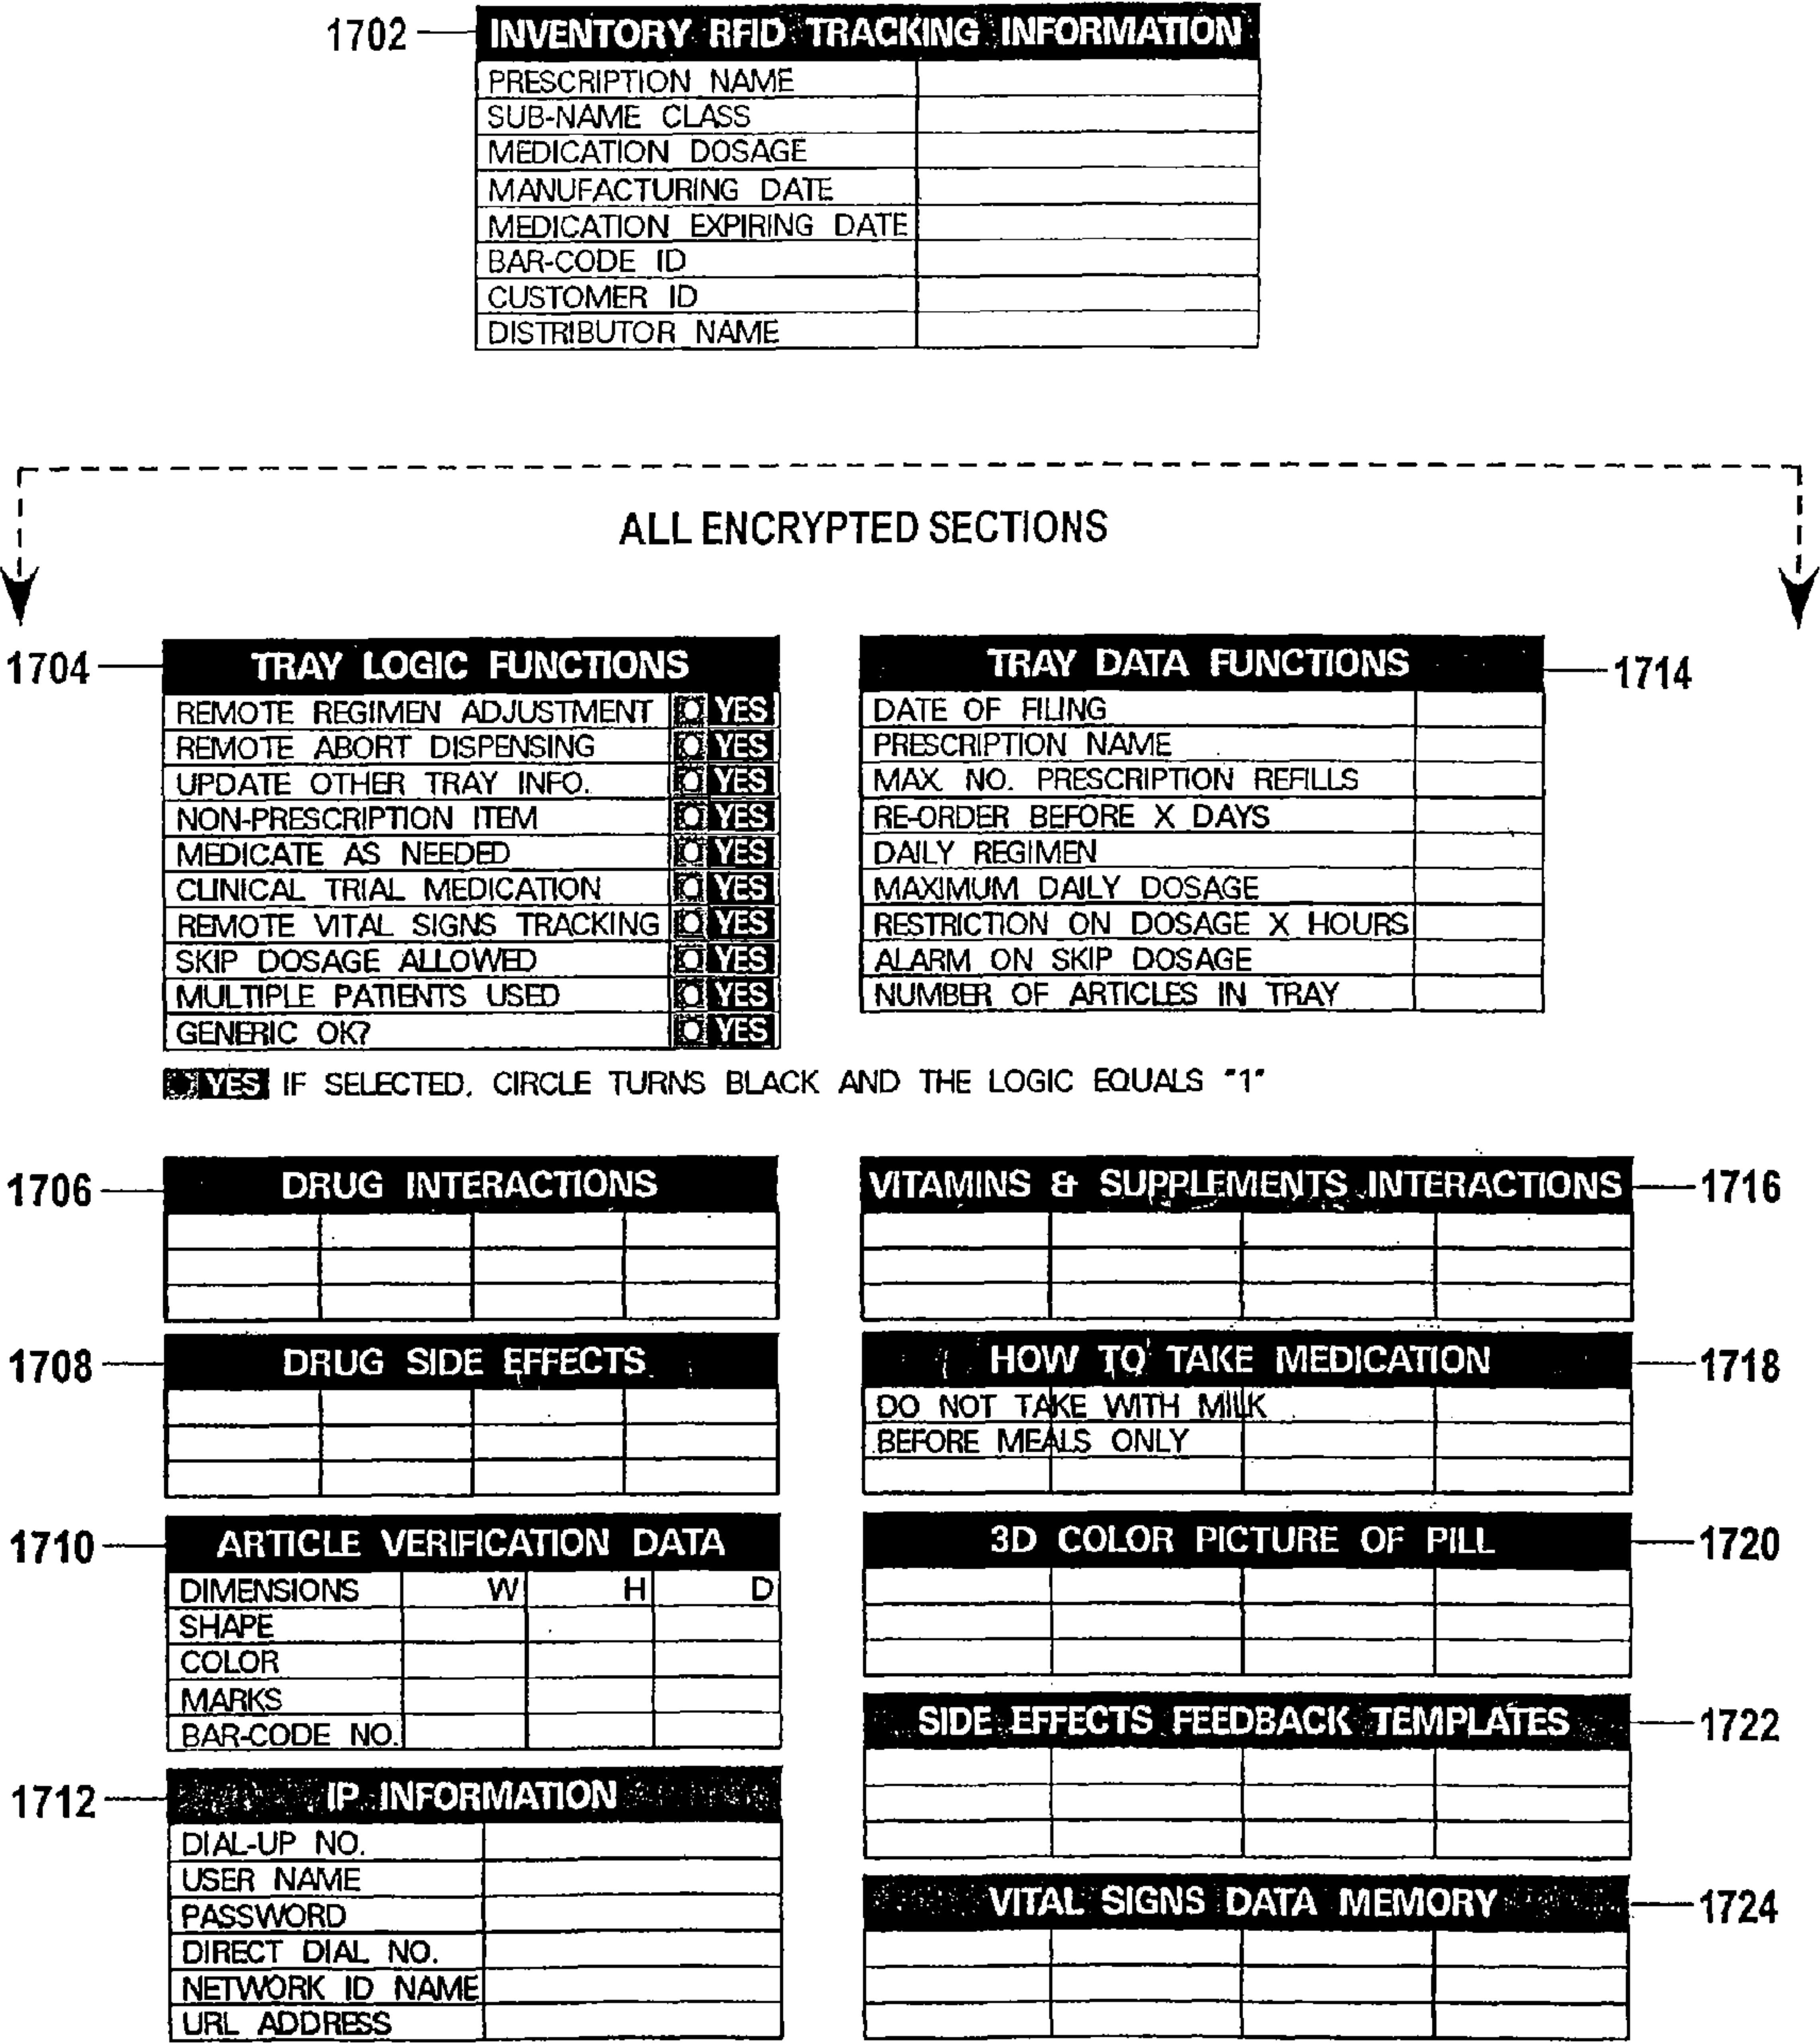 1702
INVENTORY RFID TRACKING INFORMATION
PRESCRIPTION NAME
SUB-NAME CLASS
MEDICATION DOSAGE
MANUFACTURING DATE
MEDICATION EXPIRING DATE
BAR-CODE ID
CUSTOMER ID
DISTRIBUTOR NAME
ALL ENCRYPTED SECTIONS
1704
TRAY LOGIC FUNCTIONS
REMOTE REGIMEN ADJUSTMENT YES
REMOTE ABORT DISPENSING YES
UPDATE OTHER TRAY INFO. YES
NON-PRESCRIPTION ITEM YES
MEDICATE AS NEEDED YES
CLINICAL TRIAL MEDICATION YES
REMOTE VITAL SIGNS TRACKING YES
SKIP DOSAGE ALLOWED YES
MULTIPLE PATIENTS USED YES
GENERIC OK? YES
TRAY DATA FUNCTIONS
1714
DATE OF FILING
PRESCRIPTION NAME
MAX. NO. PRESCRIPTION REFILLS
RE-ORDER BEFORE X DAYS
DAILY REGIMEN
MAXIMUM DAILY DOSAGE
RESTRICTION ON DOSAGE X HOURS
ALARM ON SKIP DOSAGE
NUMBER OF ARTICLES IN TRAY
YES IF SELECTED, CIRCLE TURNS BLACK AND THE LOGIC EQUALS "1"
1706
DRUG INTERACTIONS
VITAMINS & SUPPLEMENTS INTERACTIONS
1716
1708
DRUG SIDE EFFECTS
HOW TO TAKE MEDICATION
1718
DO NOT TAKE WITH MILK
BEFORE MEALS ONLY
1710
ARTICLE VERIFICATION DATA
DIMENSIONS W H D
SHAPE
COLOR
MARKS
BAR-CODE NO.
3D COLOR PICTURE OF PILL
1720
SIDE EFFECTS FEEDBACK TEMPLATES
1722
1712
IP INFORMATION
DIAL-UP NO.
USER NAME
PASSWORD
DIRECT DIAL NO.
NETWORK ID NAME
URL ADDRESS
VITAL SIGNS DATA MEMORY
1724